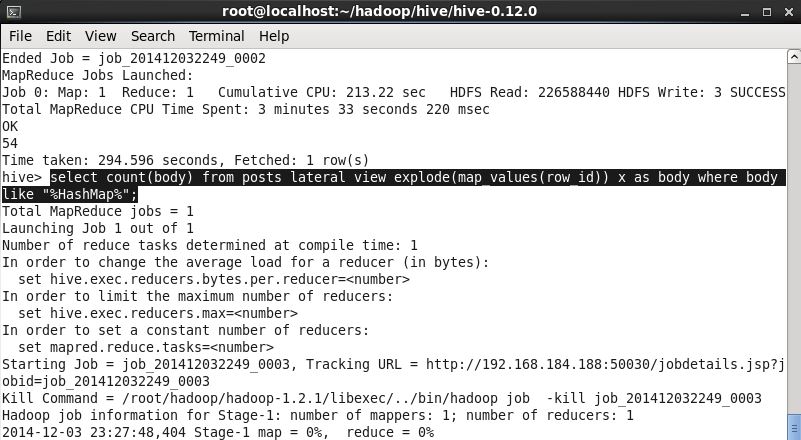 root@localhost:~/hadoop/hive/hive-0.12.0
File Edit View Search Terminal Help
Ended Job = job_201412032249_0002
MapReduce Jobs Launched:
Job 0: Map: 1  Reduce: 1   Cumulative CPU: 213.22 sec   HDFS Read: 226588440 HDFS Write: 3 SUCCESS
Total MapReduce CPU Time Spent: 3 minutes 33 seconds 220 msec
OK
54
Time taken: 294.596 seconds, Fetched: 1 row(s)
hive> select count(body) from posts lateral view explode(map_values(row_id)) x as body where body
like "%HashMap%";
Total MapReduce jobs = 1
Launching Job 1 out of 1
Number of reduce tasks determined at compile time: 1
In order to change the average load for a reducer (in bytes):
  set hive.exec.reducers.bytes.per.reducer=<number>
In order to limit the maximum number of reducers:
  set hive.exec.reducers.max=<number>
In order to set a constant number of reducers:
  set mapred.reduce.tasks=<number>
Starting Job = job_201412032249_0003, Tracking URL = http://192.168.184.188:50030/jobdetails.jsp?j
obid=job_201412032249_0003
Kill Command = /root/hadoop/hadoop-1.2.1/libexec/../bin/hadoop job  -kill job_201412032249_0003
Hadoop job information for Stage-1: number of mappers: 1; number of reducers: 1
2014-12-03 23:27:48,404 Stage-1 map = 0%,  reduce = 0%